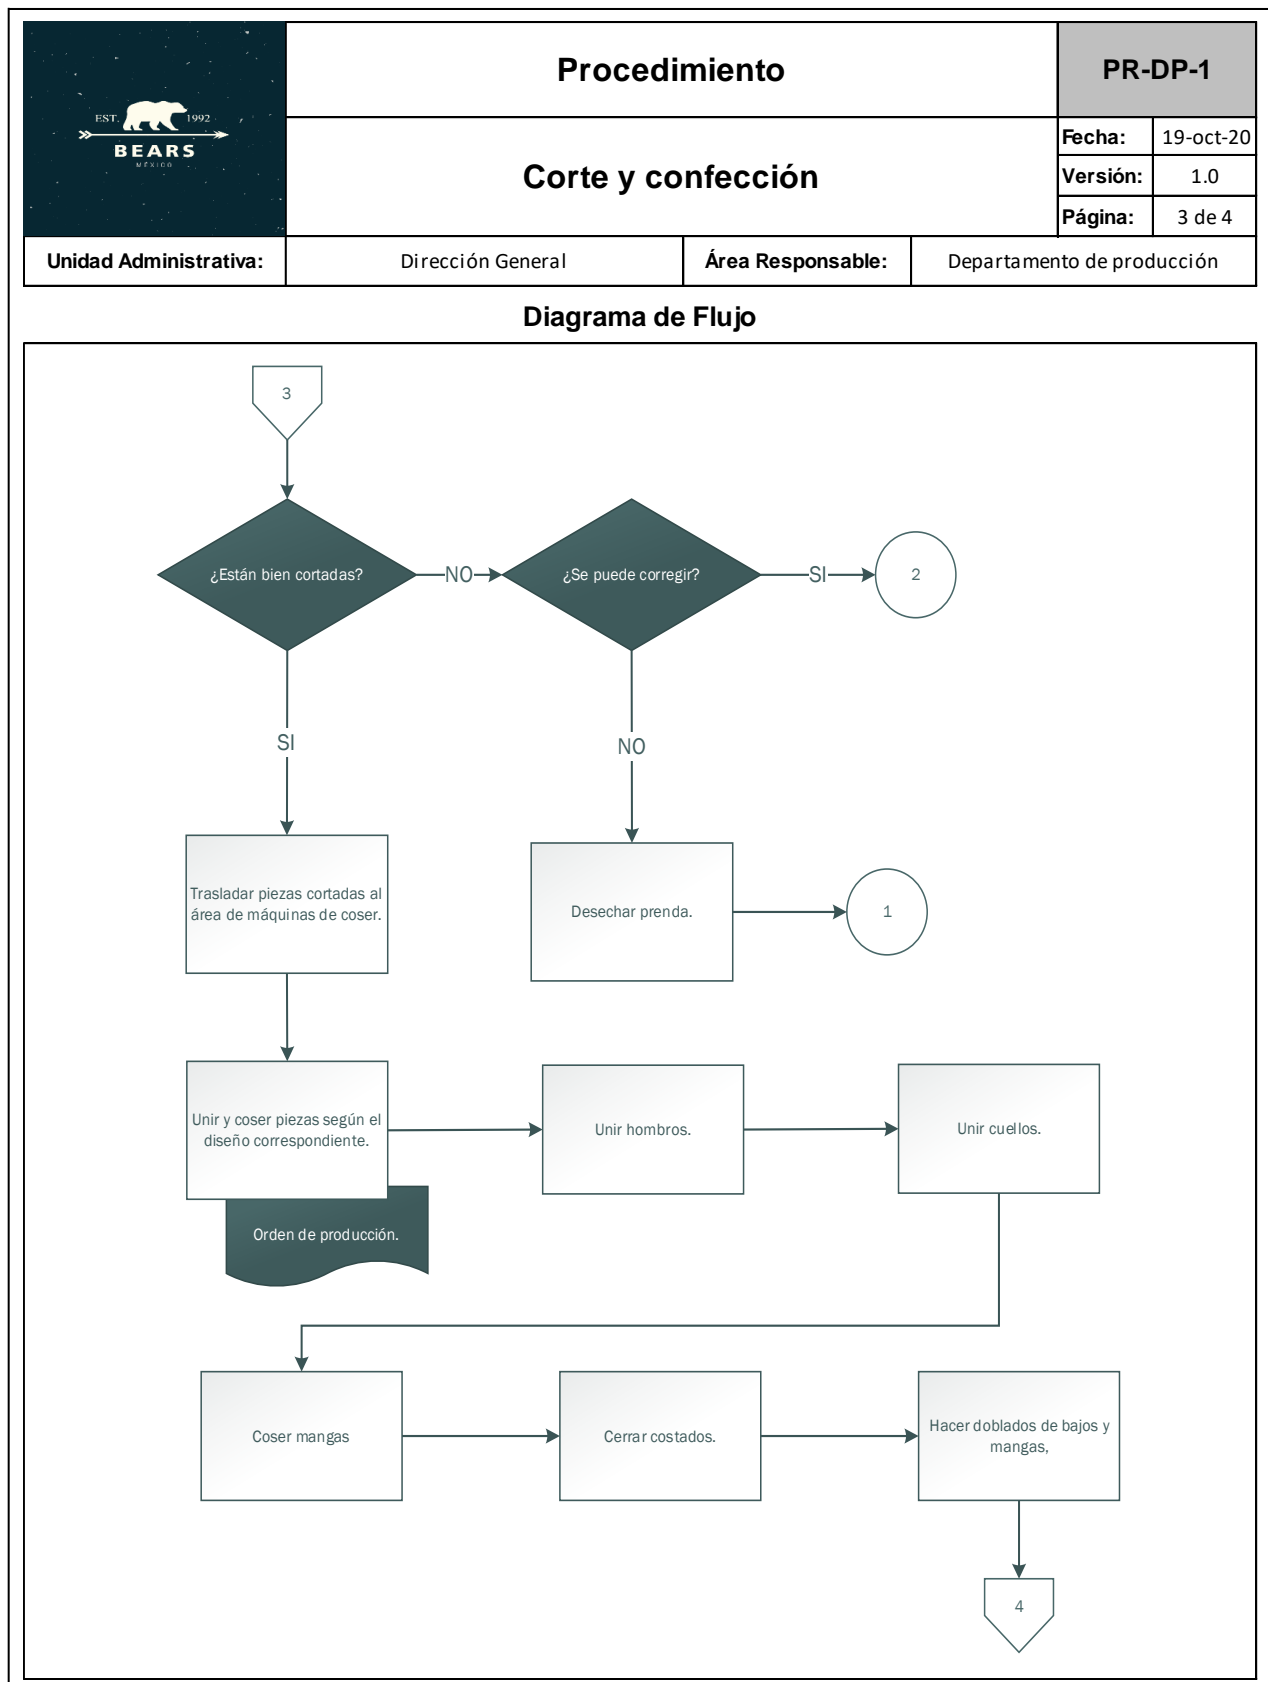 EST. 1992
BEARS
MÉXICO
Procedimiento
PR-DP-1
Corte y confección
Fecha: 19-oct-20
Versión: 1.0
Página: 3 de 4
Unidad Administrativa: Dirección General Área Responsable: Departamento de producción
Diagrama de Flujo
3
¿Están bien cortadas?
NO
¿Se puede corregir?
SI
2
SI
NO
Trasladar piezas cortadas al
área de máquinas de coser.
Desechar prenda.
1
Unir y coser piezas según el
diseño correspondiente.
Orden de producción.
Unir hombros.
Unir cuellos.
Coser mangas
Cerrar costados.
Hacer doblados de bajos y
mangas,
4